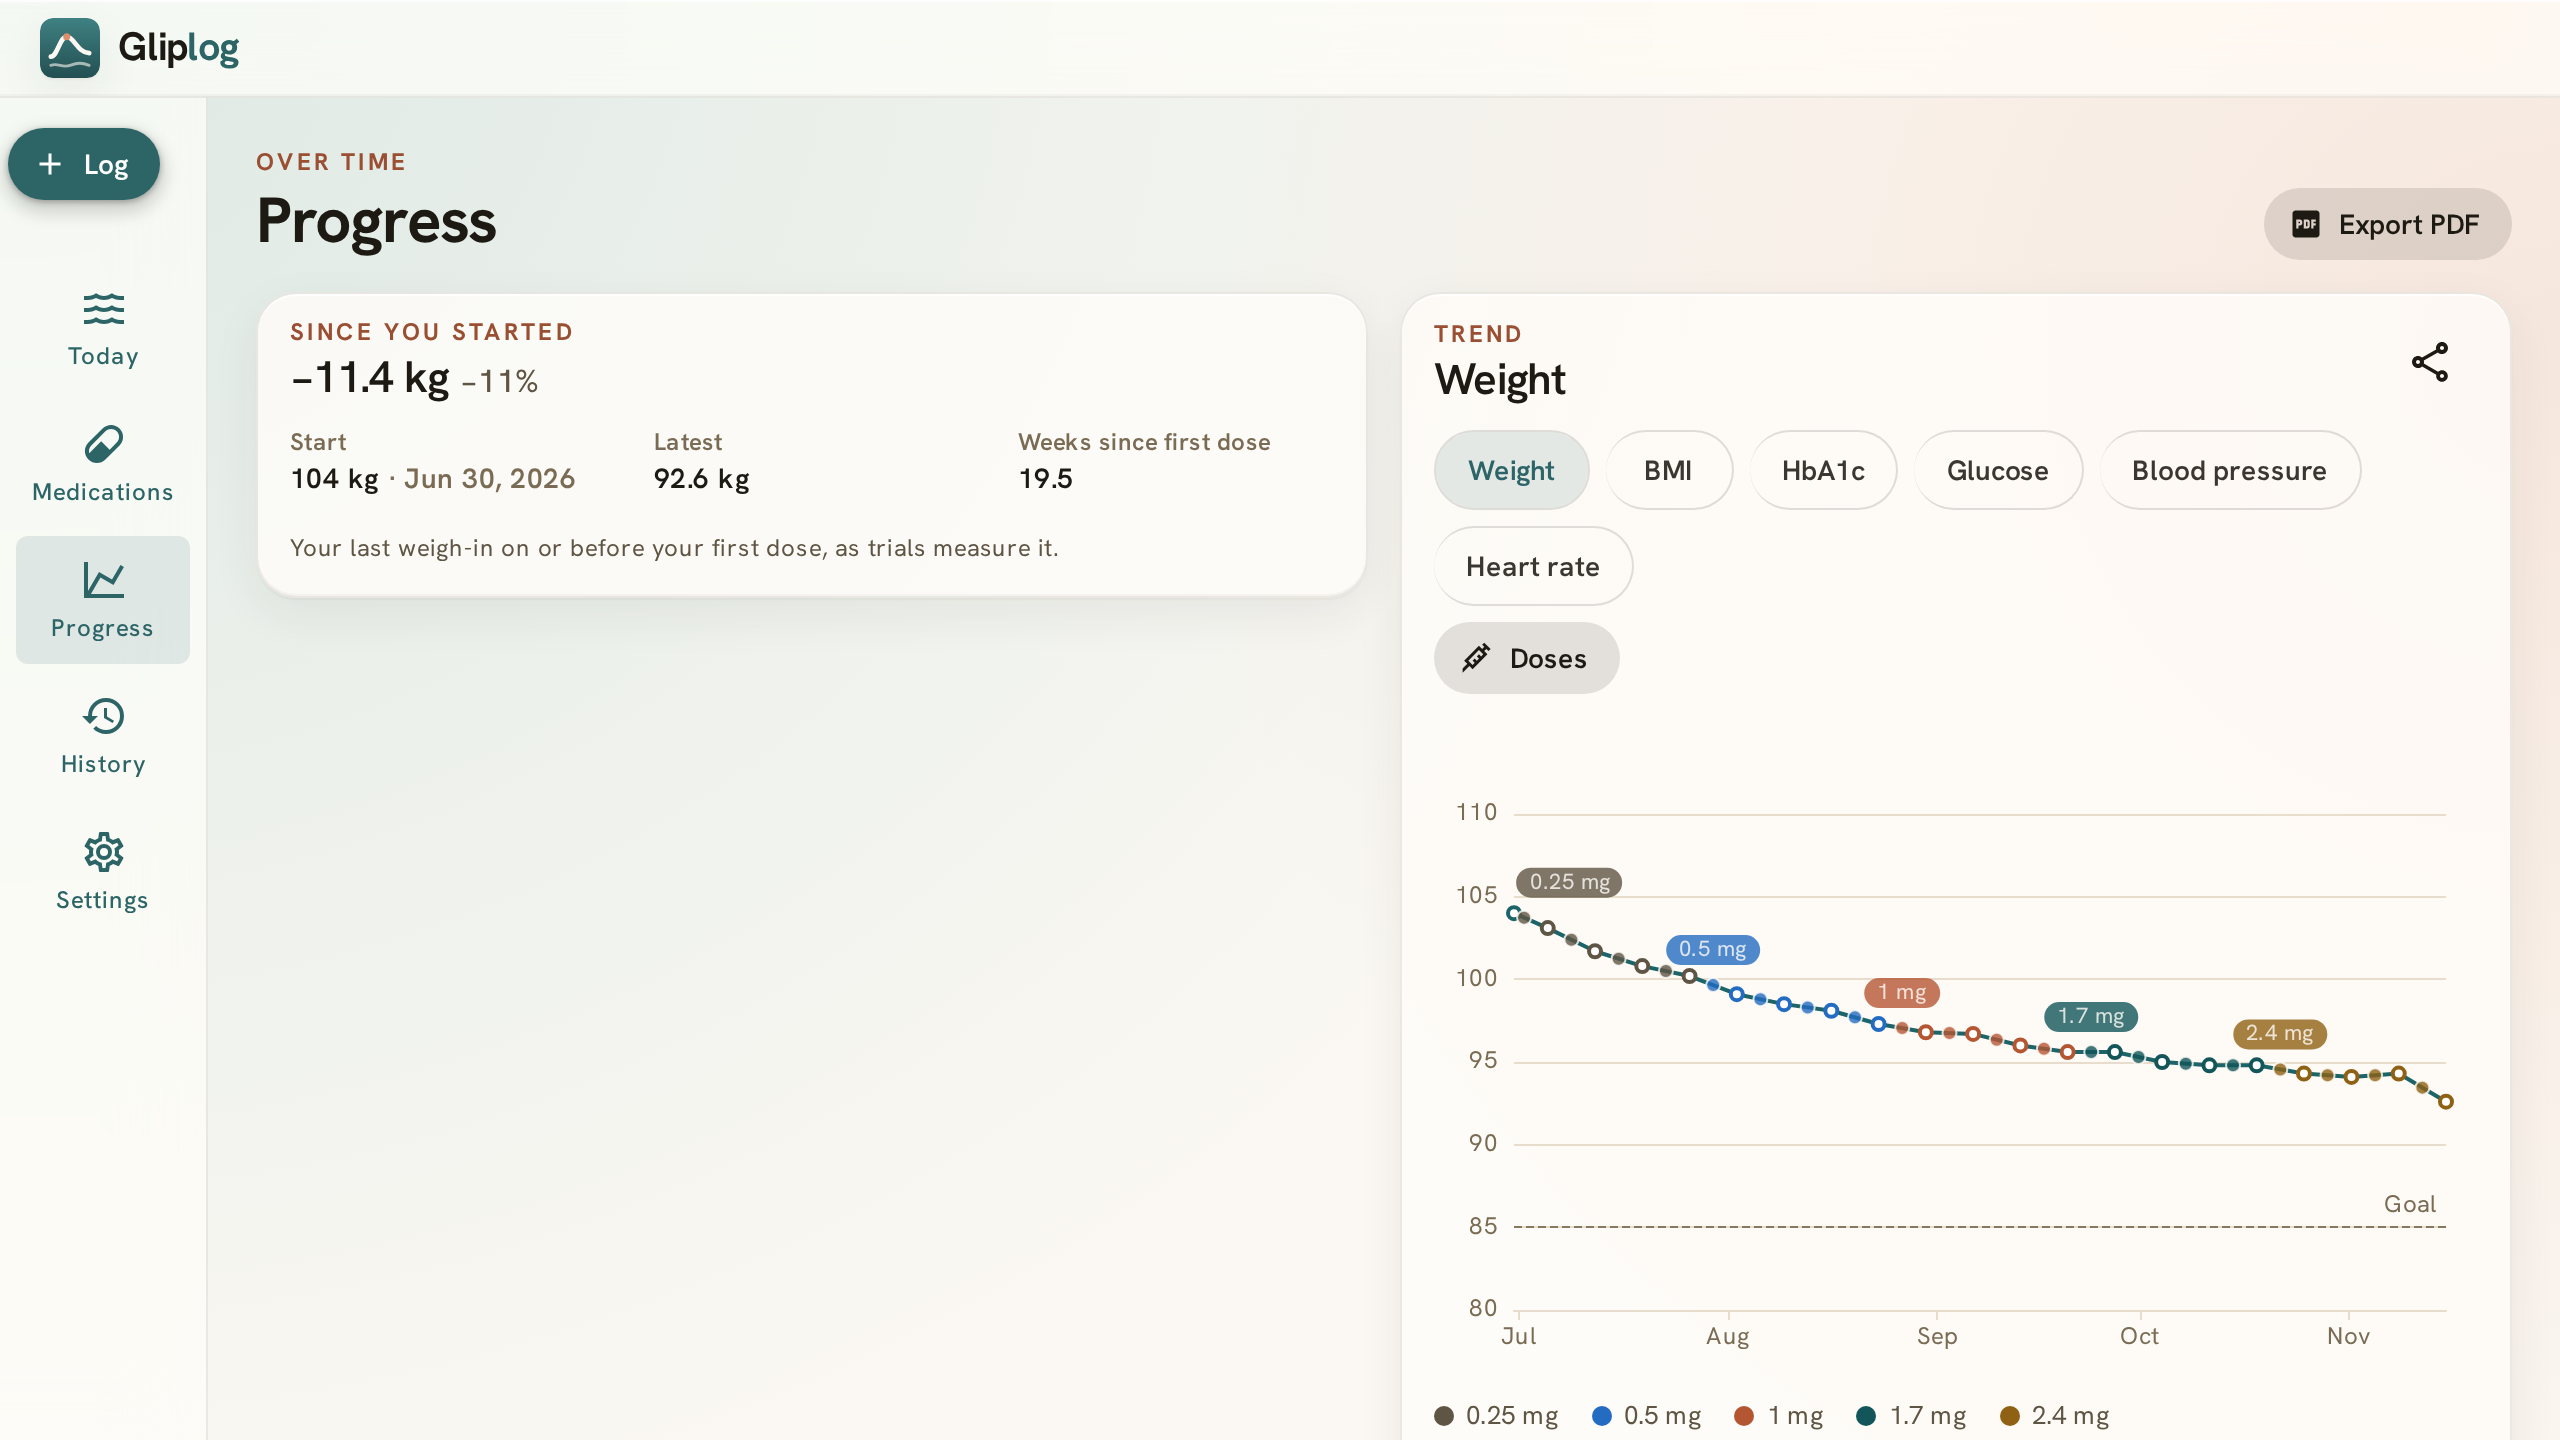 Gliplog
Log
Today
Medications
Progress
History
Settings
OVER TIME
Progress
PDF Export PDF
SINCE YOU STARTED
−11.4 kg −11%
Start
104 kg · Jun 30, 2026
Latest
92.6 kg
Weeks since first dose
19.5
Your last weigh-in on or before your first dose, as trials measure it.
TREND
Weight
Weight BMI HbA1c Glucose Blood pressure
Heart rate
Doses
110
105
100
95
90
85
80
0.25 mg
0.5 mg
1 mg
1.7 mg
2.4 mg
Goal
Jul Aug Sep Oct Nov
0.25 mg 0.5 mg 1 mg 1.7 mg 2.4 mg